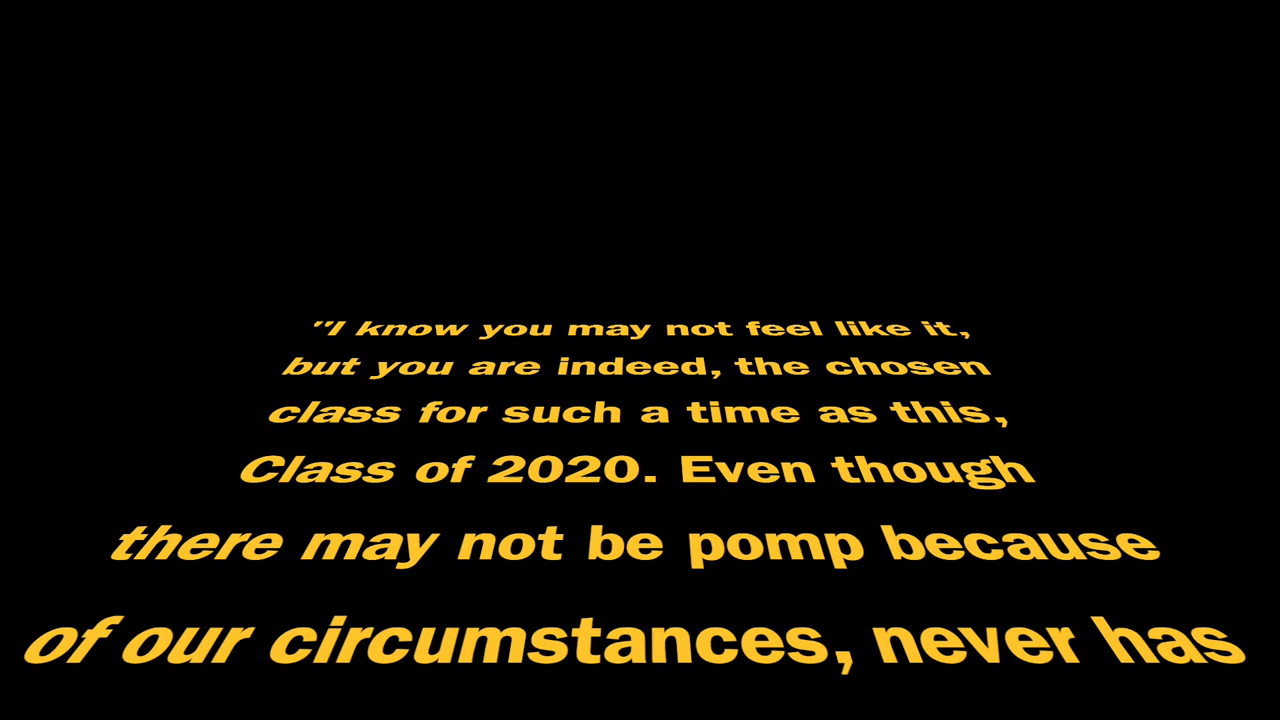 "I know you may not feel like it,
but you are indeed, the chosen
class for such a time as this,
Class of 2020. Even though
there may not be pomp because
of our circumstances, never has